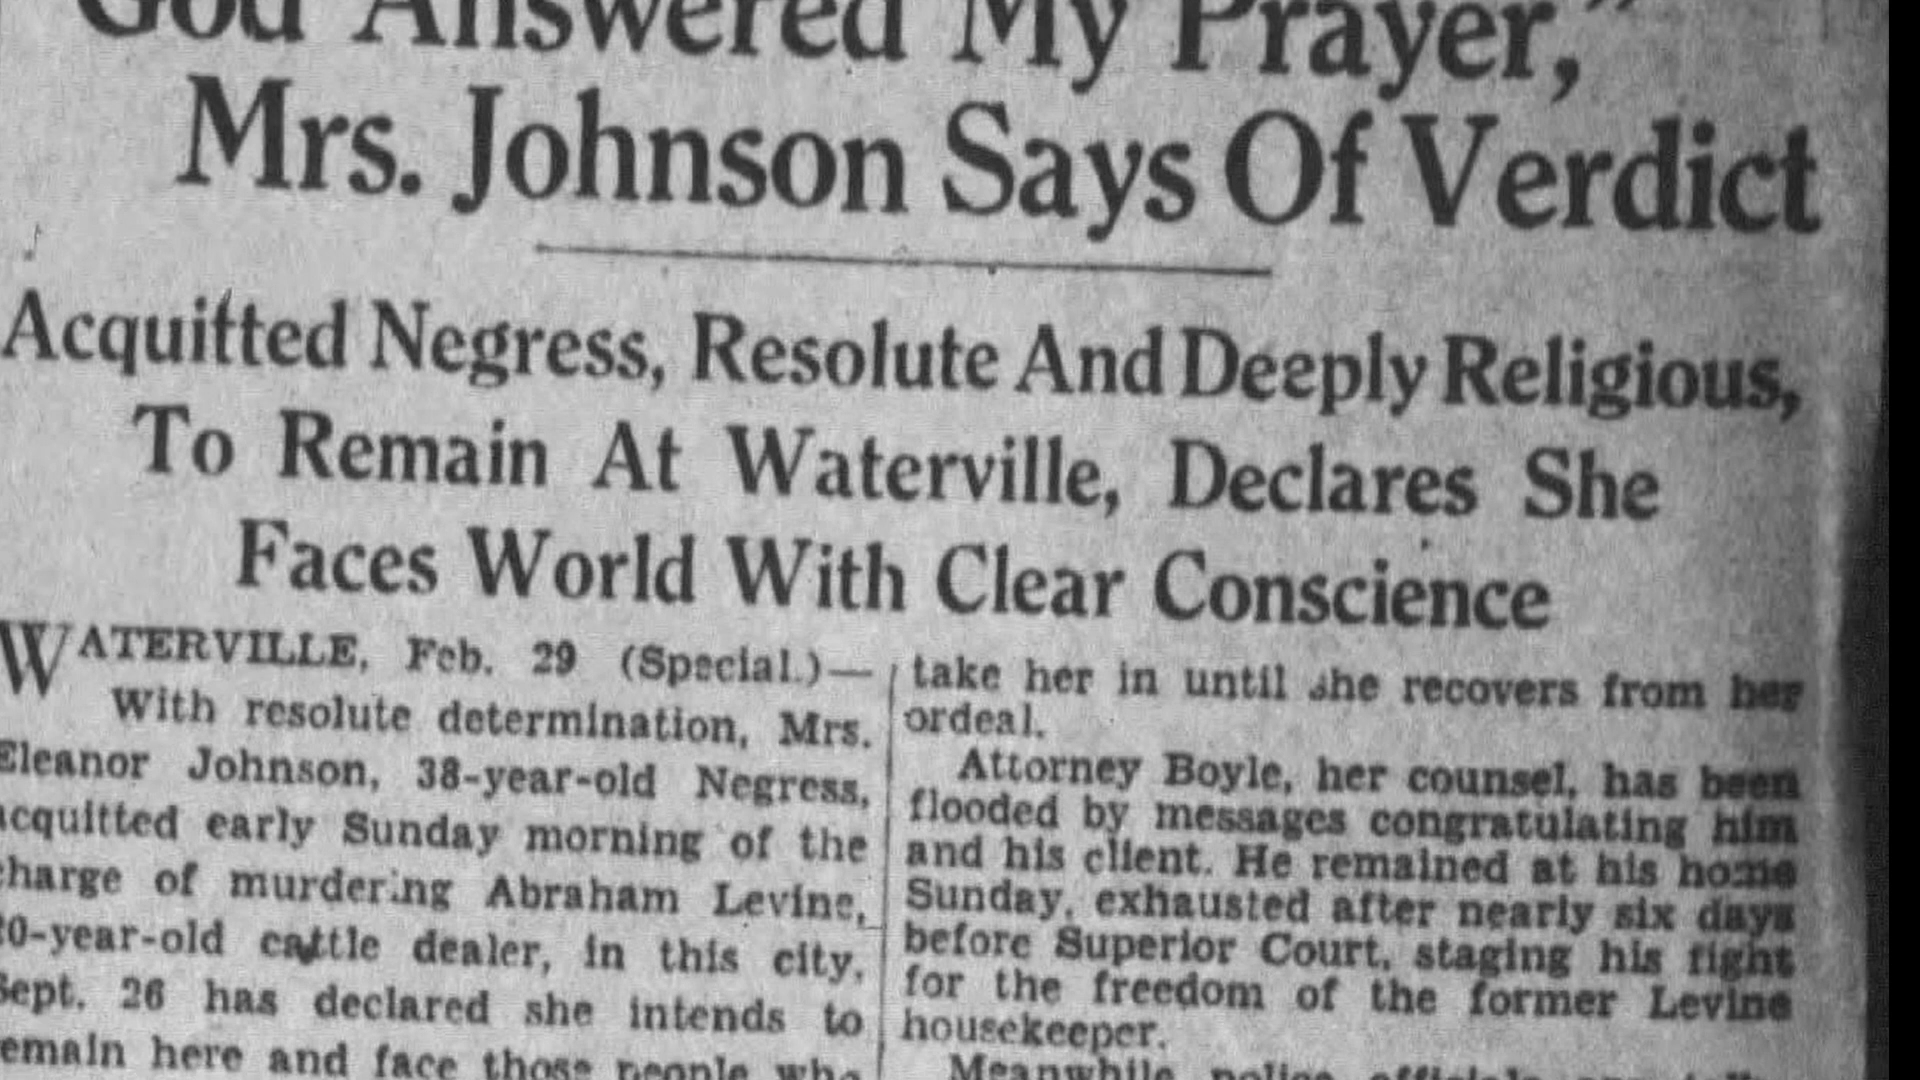 God Answered My Prayer,"
Mrs. Johnson Says Of Verdict
Acquitted Negress, Resolute And Deeply Religious,
To Remain At Waterville, Declares She
Faces World With Clear Conscience
WATERVILLE, Feb. 29 (Special.)—
With resolute determination, Mrs.
Eleanor Johnson, 38-year-old Negress,
acquitted early Sunday morning of the
charge of murdering Abraham Levine,
0-year-old cattle dealer, in this city,
Sept. 26 has declared she intends to
remain here and face those people who
take her in until she recovers from her
ordeal.
Attorney Boyle, her counsel, has been
flooded by messages congratulating him
and his client. He remained at his home
Sunday, exhausted after nearly six days
before Superior Court, staging his fight
for the freedom of the former Levine
housekeeper.
Meanwhile police officials